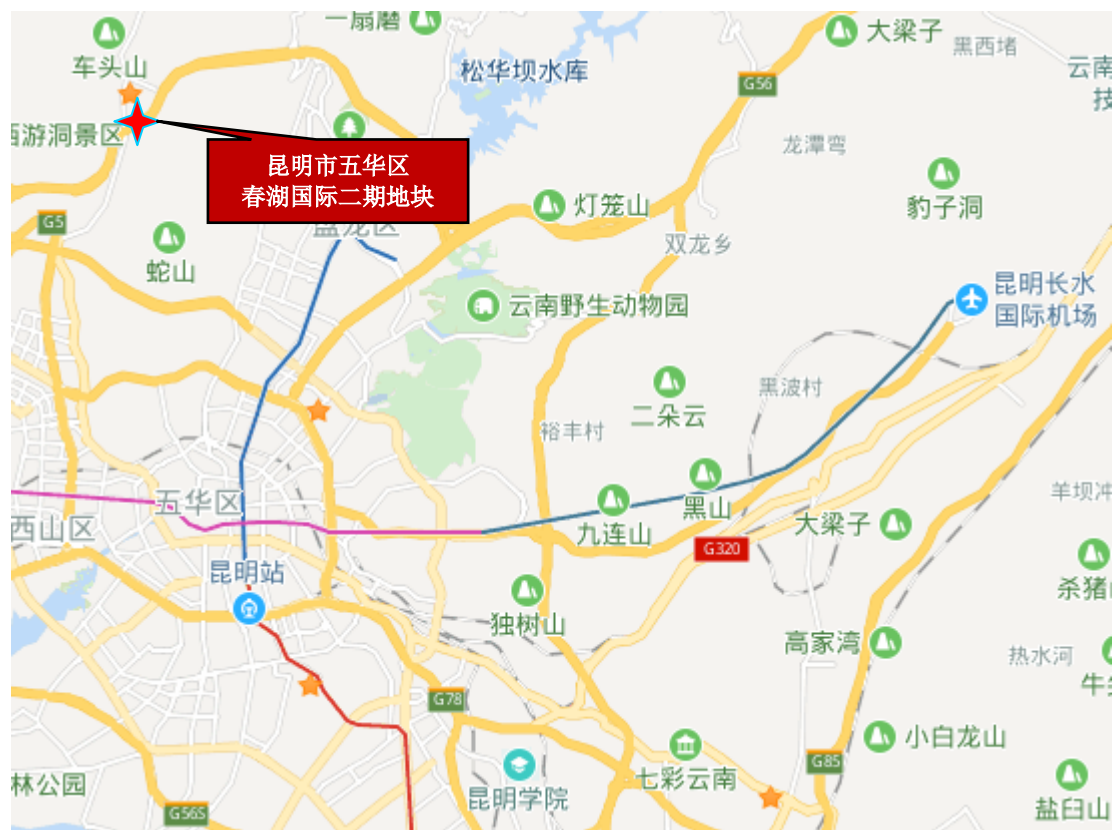 一扇磨
大梁子
黑西堵
车头山
松华坝水库
云南
技
G56
西游洞景区
龙潭弯
昆明市五华区
春湖国际二期地块
豹子洞
灯笼山
G5
盘龙区
双龙乡
蛇山
云南野生动物园
昆明长水
国际机场
黑波村
二朵云
裕丰村
五华区
黑山
羊坝冲
西山区
九连山
大梁子
G320
昆明站
杀猪
独树山
高家湾
热水河
牛
G78
小白龙山
G85
七彩云南
林公园
昆明学院
盐臼山
G56S